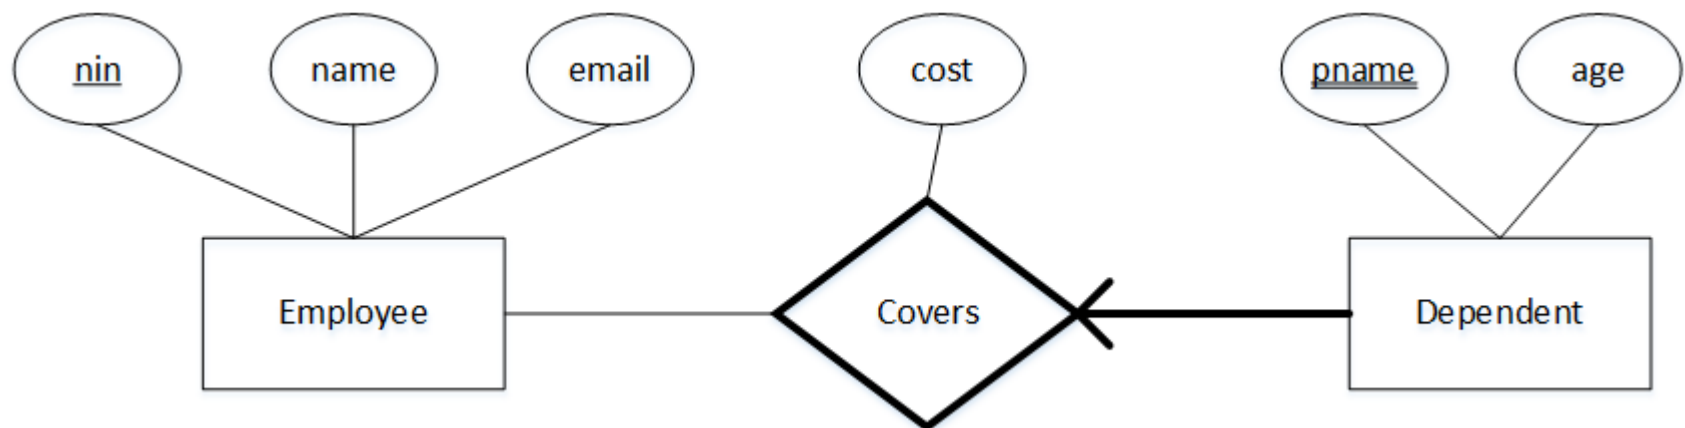 nin
name
email
cost
pname
age
Employee
Covers
Dependent